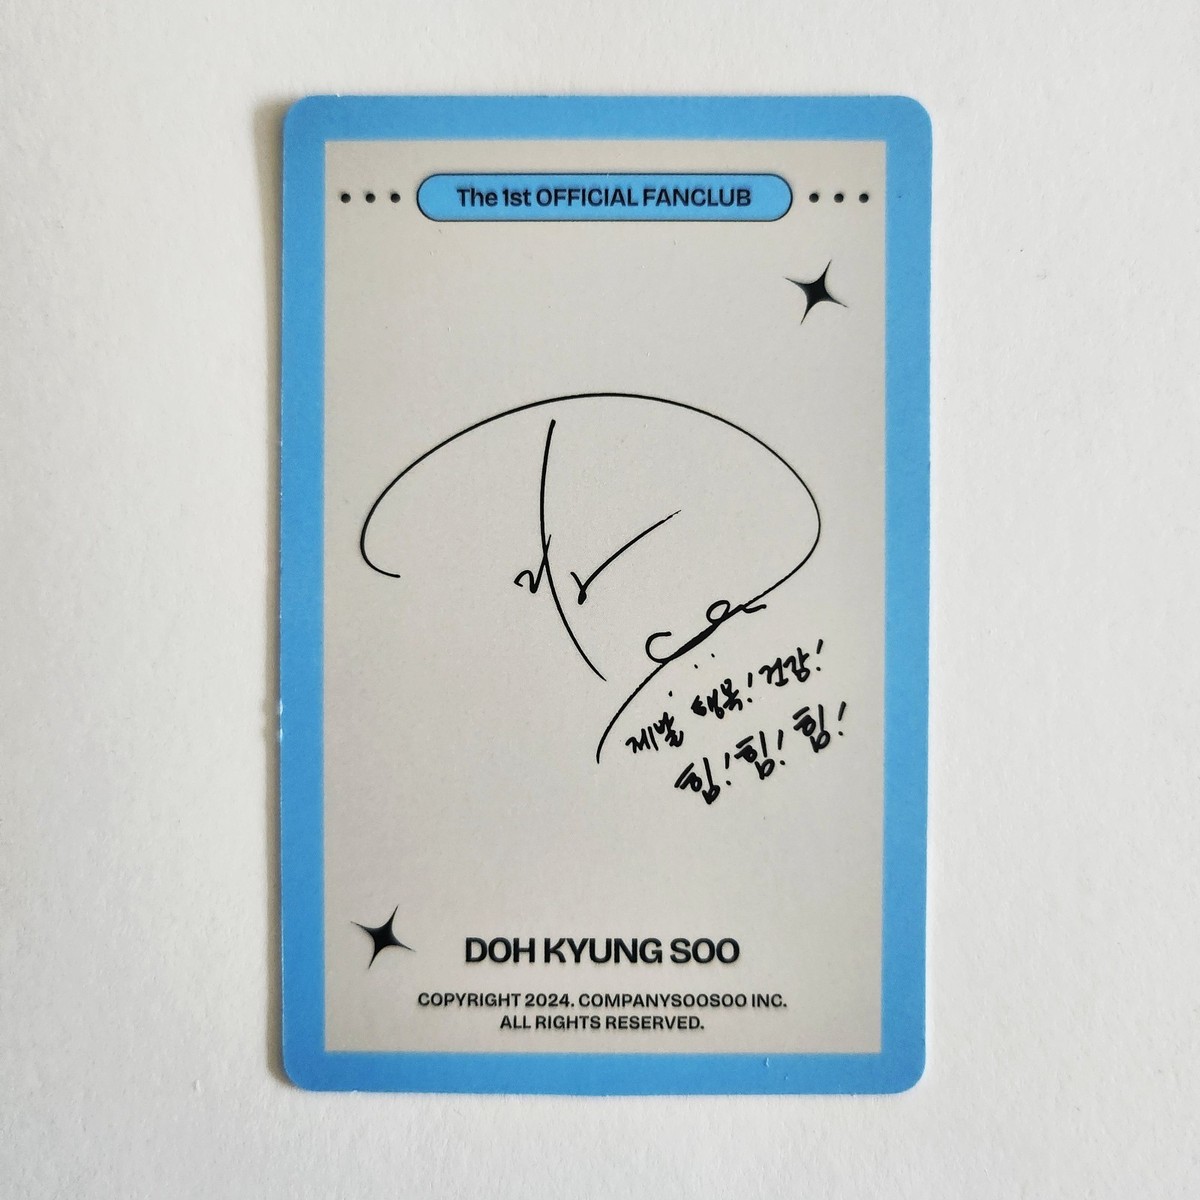 The 1st OFFICIAL FANCLUB
제발 행복! 건강!
힘! 힘! 힘!
DOH KYUNG SOO
COPYRIGHT 2024. COMPANYSOOSOO INC.
ALL RIGHTS RESERVED.